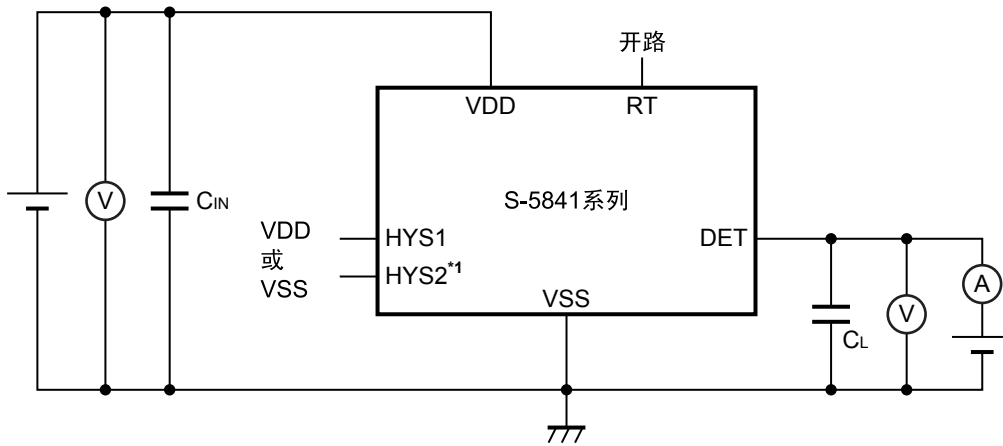 开路
VDD
RT
V
CIN
S-5841系列
VDD
或
VSS
HYS1
HYS2*1
DET
VSS
CL
V
A